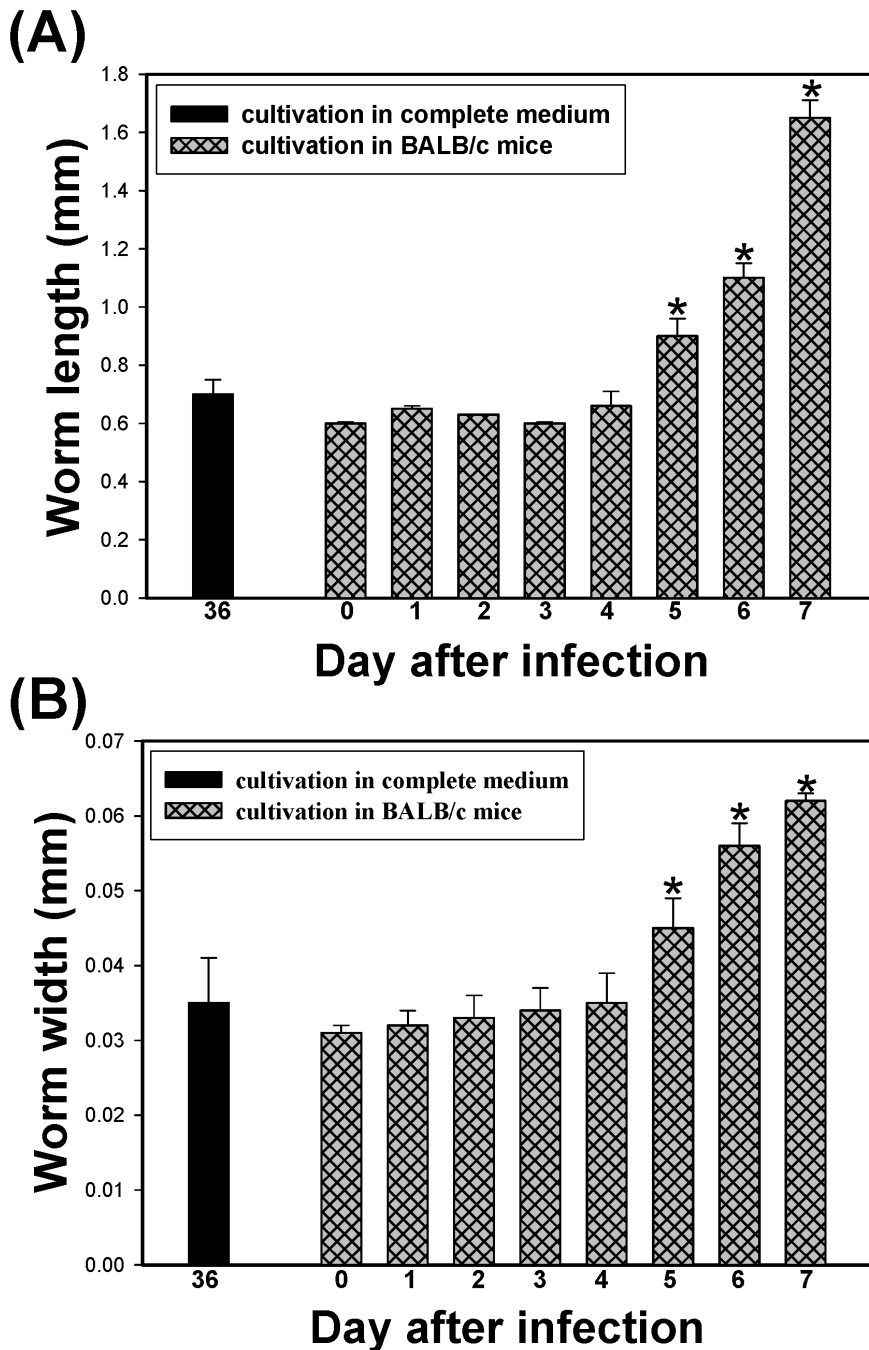 (A)
Worm length (mm)
1.8
1.6
1.4
1.2
1.0
0.8
0.6
0.4
0.2
0.0
cultivation in complete medium
cultivation in BALB/c mice
* * *
36 0 1 2 3 4 5 6 7
Day after infection
(B)
Worm width (mm)
0.07
0.06
0.05
0.04
0.03
0.02
0.01
0.00
cultivation in complete medium
cultivation in BALB/c mice
* * *
36 0 1 2 3 4 5 6 7
Day after infection